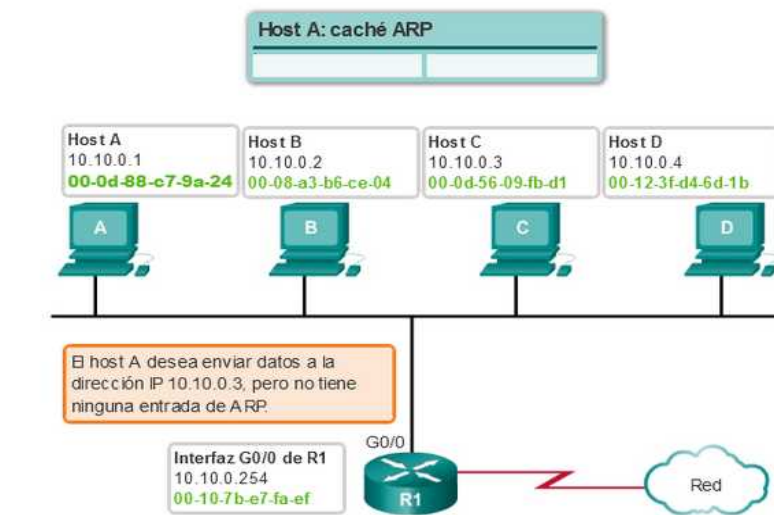 Host A: caché ARP
Host A
10.10.0.1
00-0d-88-c7-9a-24
Host B
10.10.0.2
00-08-a3-b6-ce-04
Host C
10.10.0.3
00-0d-56-09-fb-d1
Host D
10.10.0.4
00-12-3f-d4-6d-1b
A
B
C
D
El host A desea enviar datos a la
dirección IP 10.10.0.3, pero no tiene
ninguna entrada de ARP.
G0/0
Interfaz G0/0 de R1
10.10.0.254
00-10-7b-e7-fa-ef
R1
Red